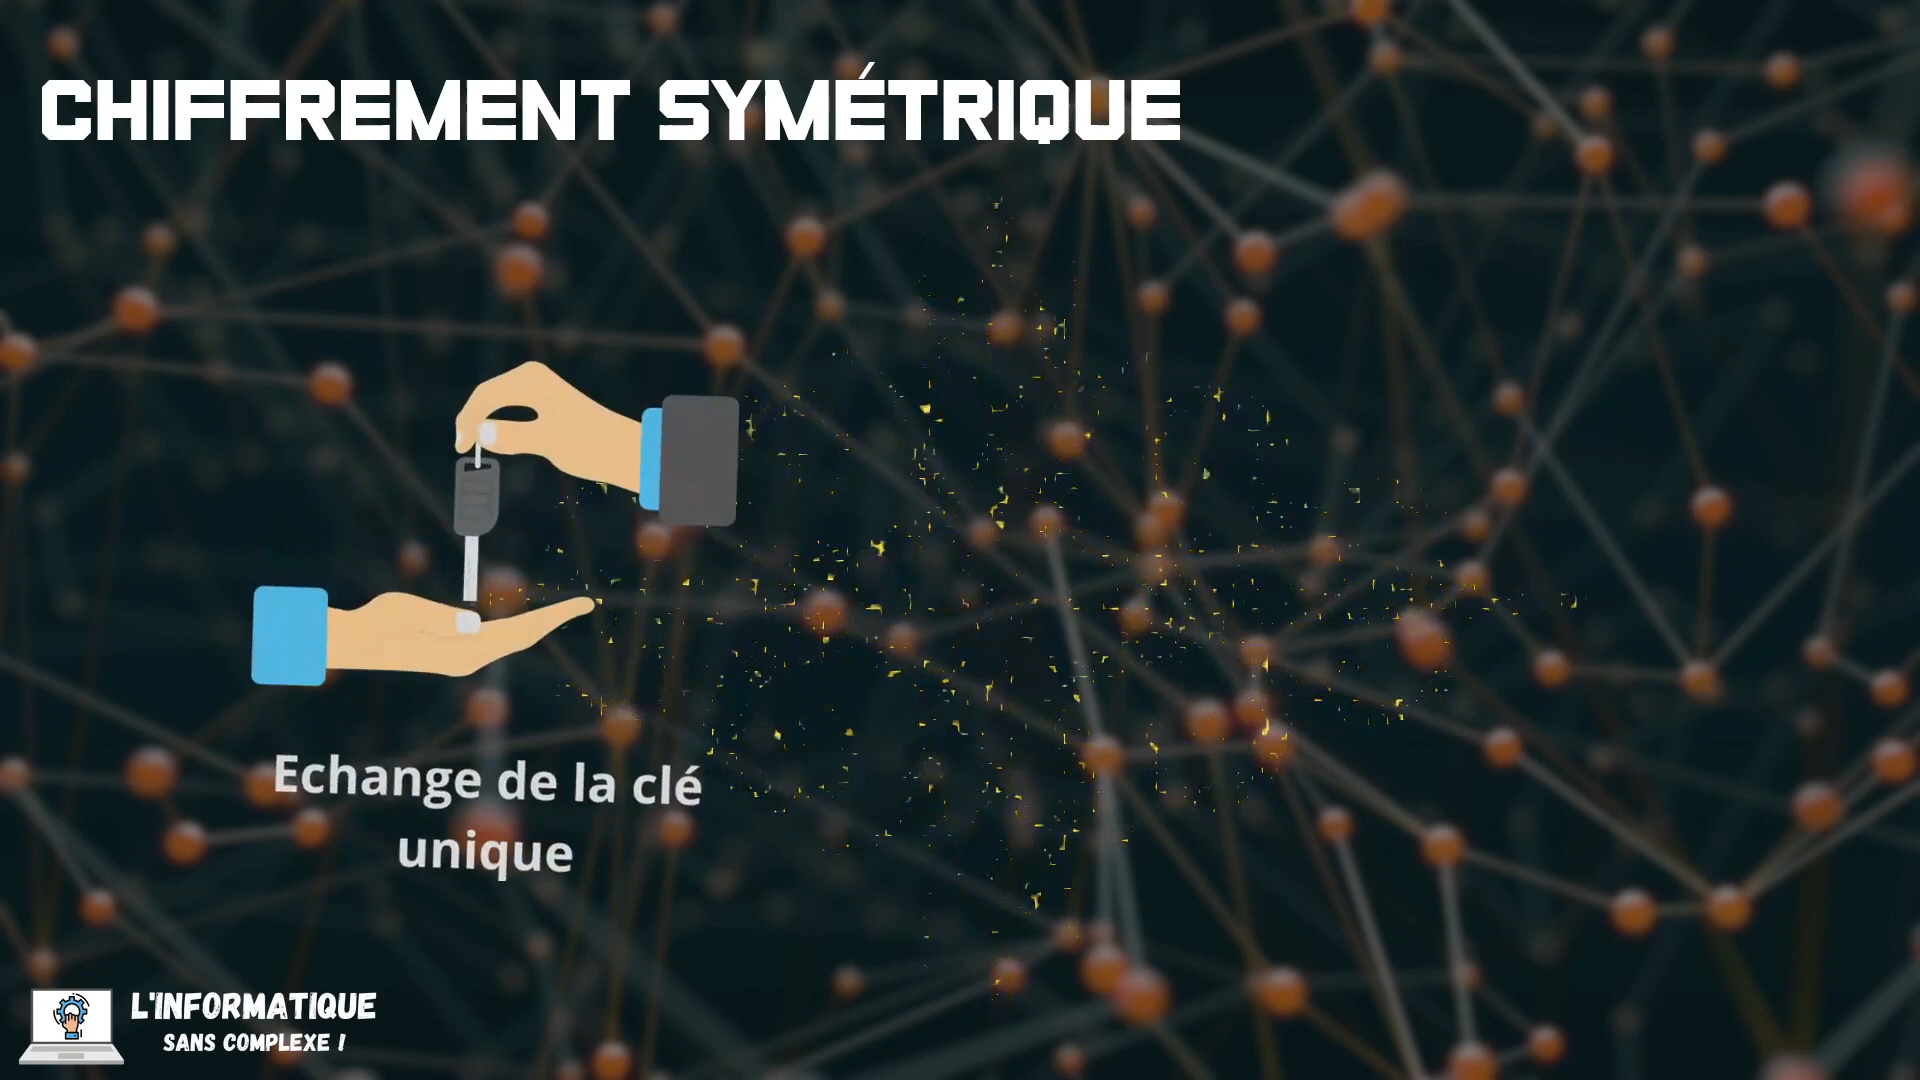 CHIFFREMENT SYMÉTRIQUE
Echange de la clé
unique
L'INFORMATIQUE
SANS COMPLEXE !